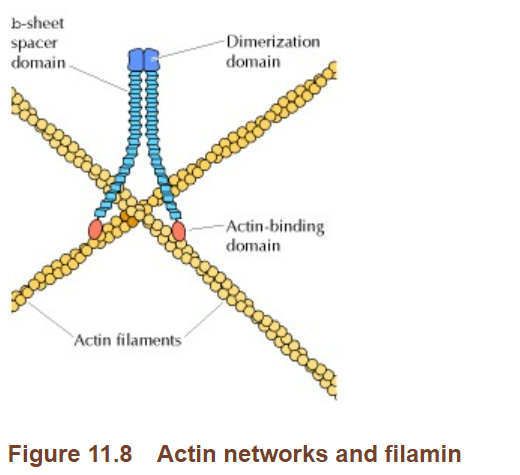 b-sheet
spacer
domain
Dimerization
domain
Actin-binding
domain
Actin filaments
Figure 11.8 Actin networks and filamin